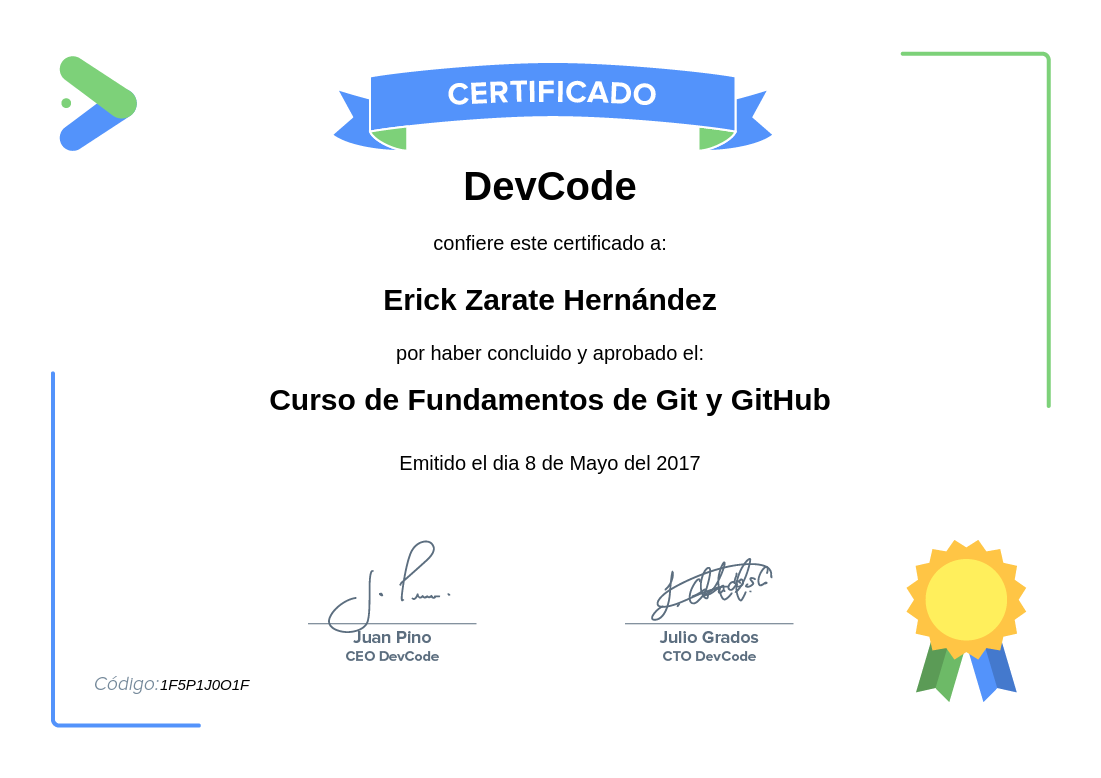 CERTIFICADO
DevCode
confiere este certificado a:
Erick Zarate Hernández
por haber concluido y aprobado el:
Curso de Fundamentos de Git y GitHub
Emitido el dia 8 de Mayo del 2017
Juan Pino
CEO DevCode
Julio Grados
CTO DevCode
Código:1F5P1J0O1F